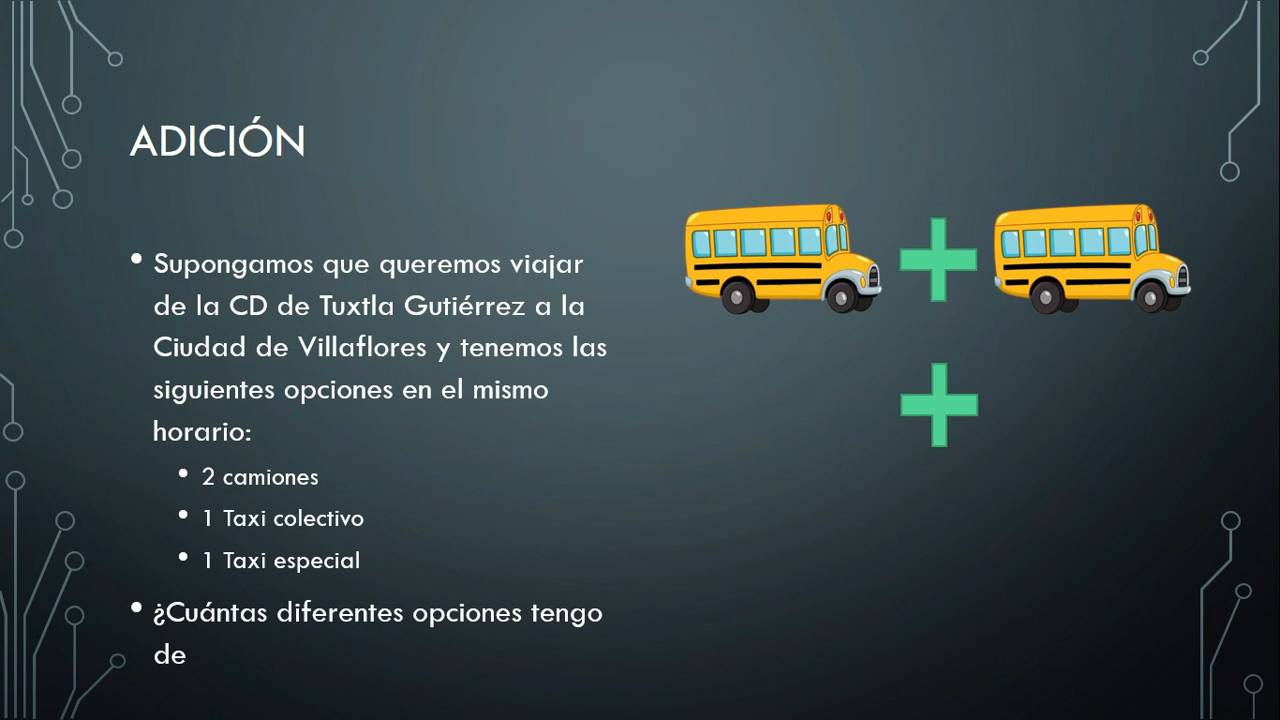 ADICIÓN
• Supongamos que queremos viajar
de la CD de Tuxtla Gutiérrez a la
Ciudad de Villaflores y tenemos las
siguientes opciones en el mismo
horario:
• 2 camiones
• 1 Taxi colectivo
• 1 Taxi especial
• ¿Cuántas diferentes opciones tengo
de